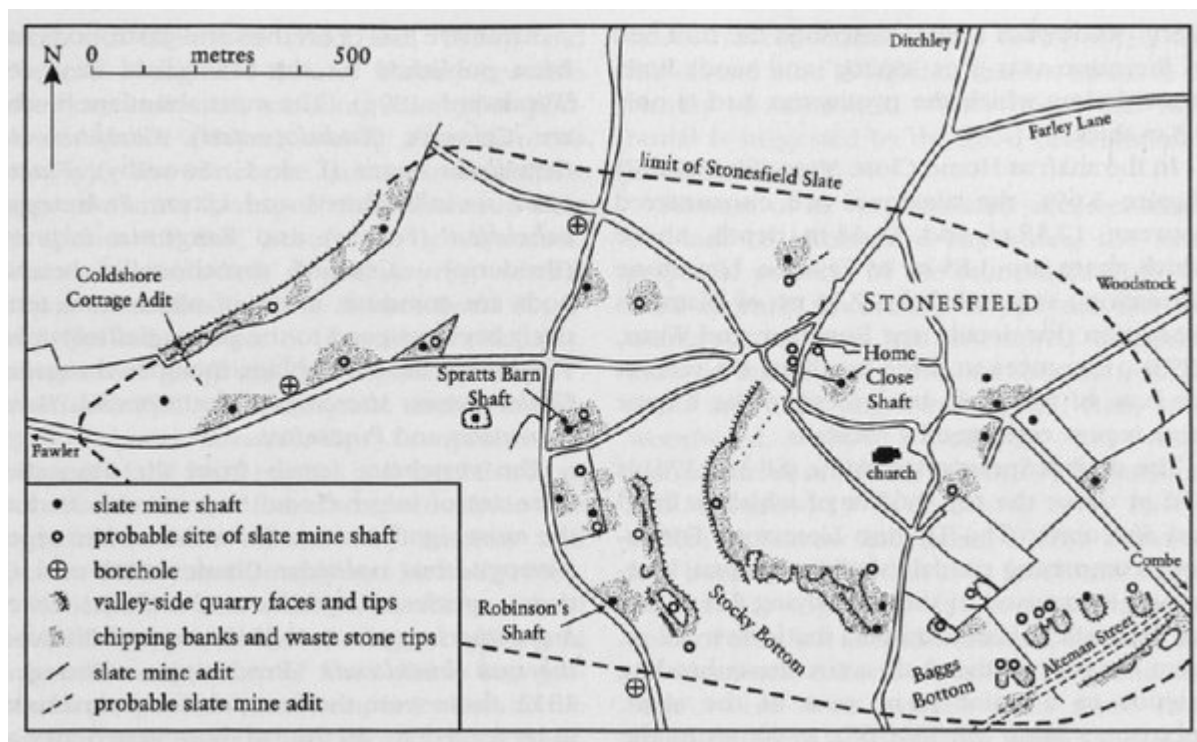 N
0 metres 500
Ditchley
Farley Lane
limit of Stonesfield Slate
Coldshore
Cottage Adit
Woodstock
STONESFIELD
Home
Close
Shaft
Spratts Barn
Shaft
Fawler
church
slate mine shaft
probable site of slate mine shaft
borehole
valley-side quarry faces and tips
chipping banks and waste stone tips
slate mine adit
probable slate mine adit
Robinson's
Shaft
Stocky Bottom
Combe
Akeman Street
Baggs
Bottom